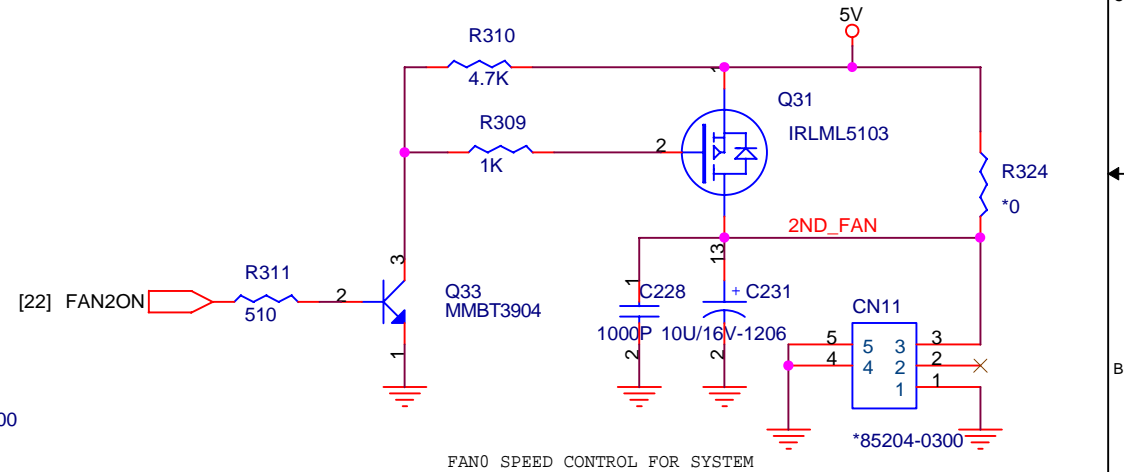 5V
R310
4.7K
1
Q31
IRLML5103
R309
1K
2
R324
*0
2ND_FAN
3
1
13
R311
510
[22] FAN2ON
2
Q33
MMBT3904
1
C228
1000P
2
+ C231
10U/16V-1206
2
CN11
5 5 3 3
4 4 2 2
1 1
*85204-0300
B
00
FAN0 SPEED CONTROL FOR SYSTEM